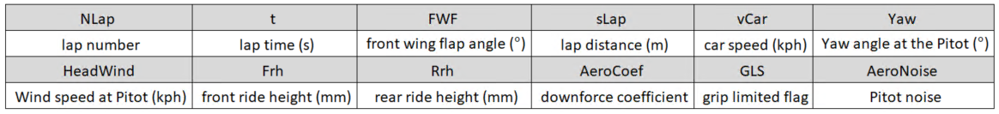 NLap t FWF sLap vCar Yaw
lap number lap time (s) front wing flap angle (°) lap distance (m) car speed (kph) Yaw angle at the Pitot (°)
HeadWind Frh Rrh AeroCoef GLS AeroNoise
Wind speed at Pitot (kph) front ride height (mm) rear ride height (mm) downforce coefficient grip limited flag Pitot noise